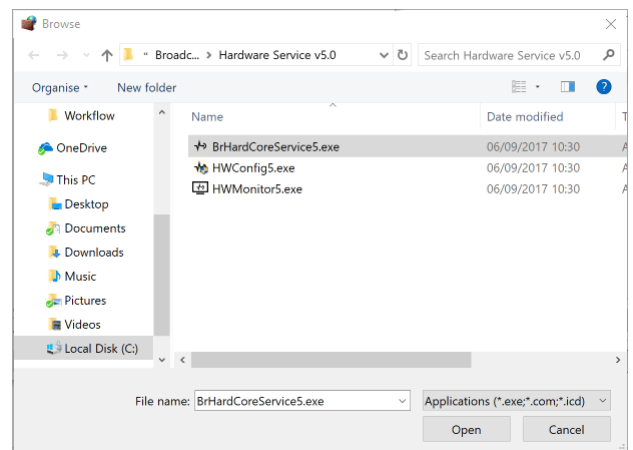 Browse
« Broadc... > Hardware Service v5.0
Search Hardware Service v5.0
Organise
New folder
Workflow
OneDrive
This PC
Desktop
Documents
Downloads
Music
Pictures
Videos
Local Disk (C:)
Name Date modified T
BrHardCoreService5.exe 06/09/2017 10:30 A
HWConfig5.exe 06/09/2017 10:30 A
HWMonitor5.exe 06/09/2017 10:30 A
File name: BrHardCoreService5.exe
Applications (*.exe;*.com;*.icd)
Open Cancel